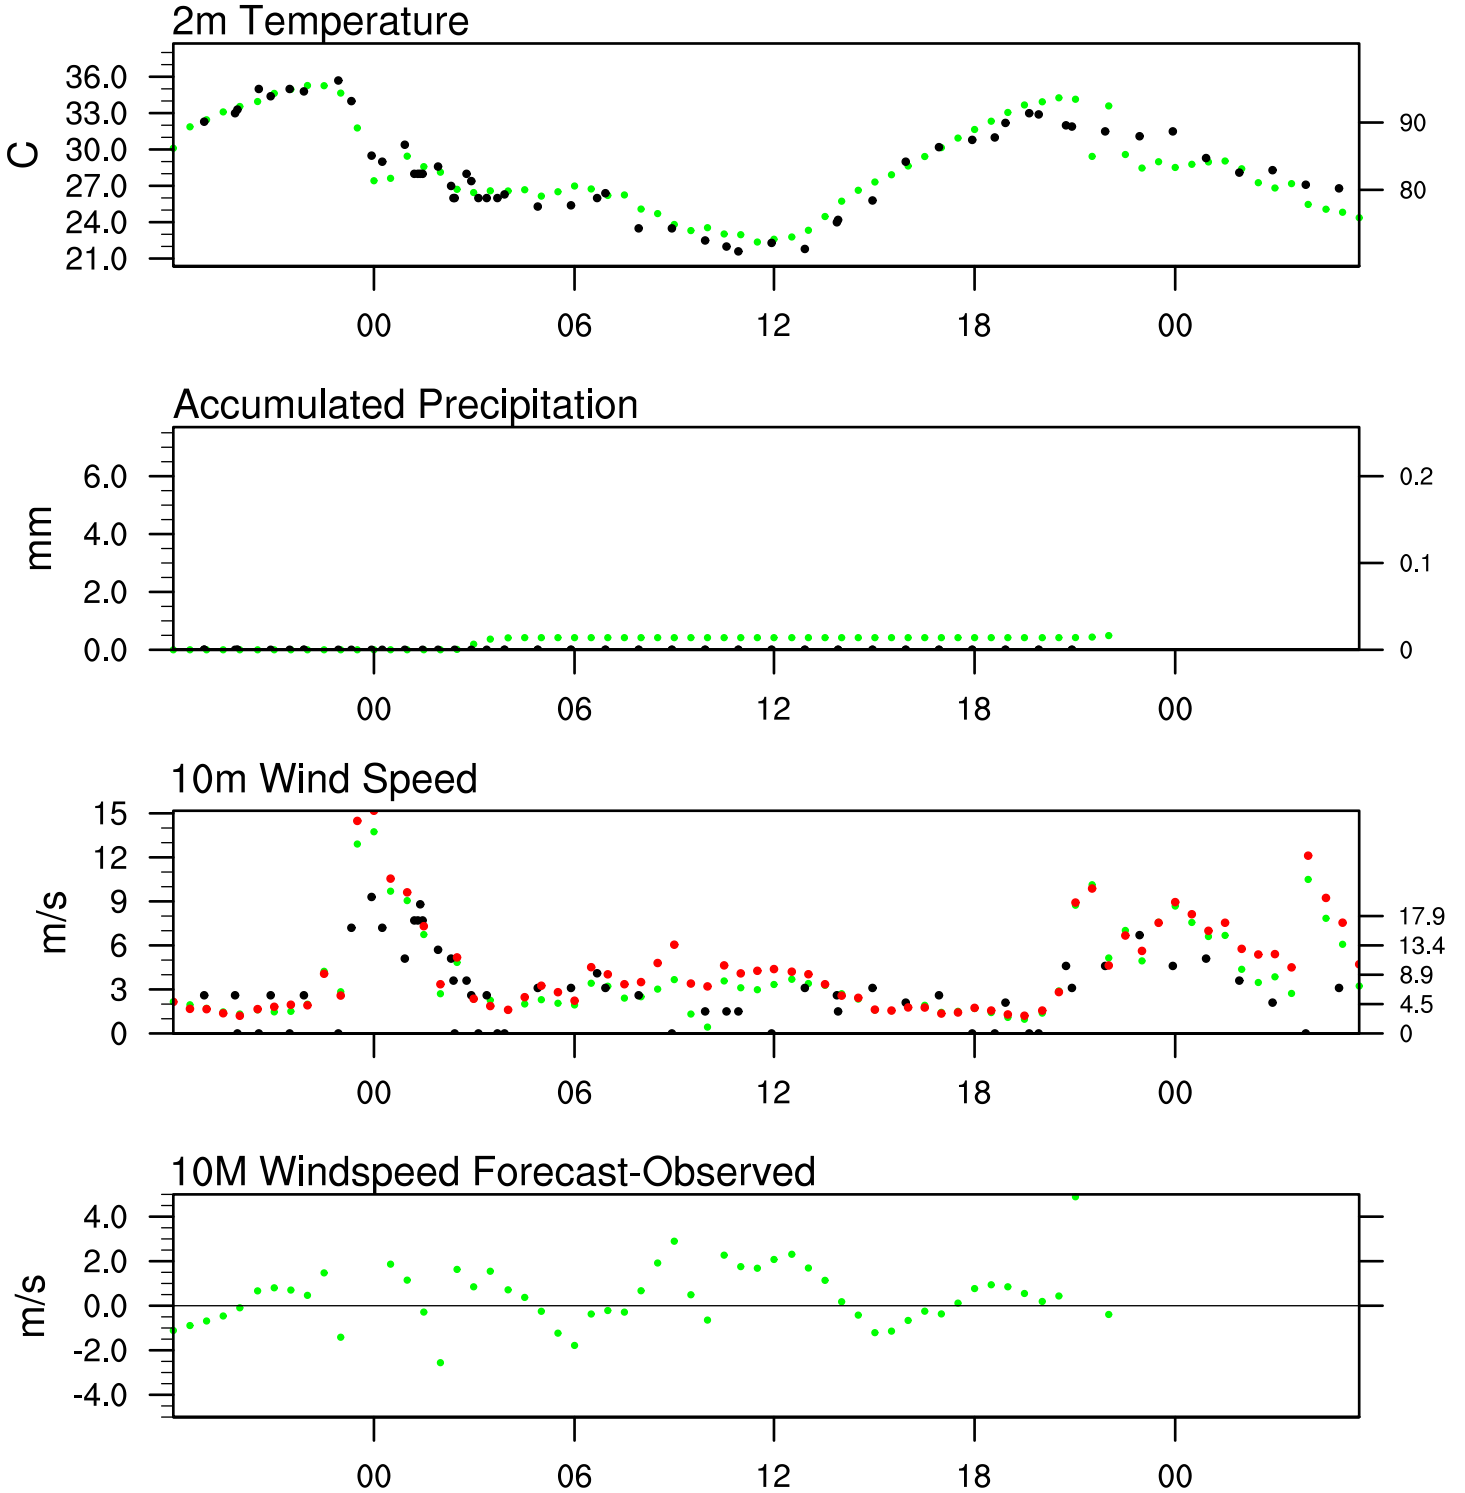 2m Temperature
36.0
33.0
30.0
27.0
24.0
21.0
C
90
80
00 06 12 18 00
Accumulated Precipitation
6.0
4.0
2.0
0.0
mm
0.2
0.1
0
00 06 12 18 00
10m Wind Speed
15
12
9
6
3
0
m/s
17.9
13.4
8.9
4.5
0
00 06 12 18 00
10M Windspeed Forecast-Observed
4.0
2.0
0.0
-2.0
-4.0
m/s
00 06 12 18 00